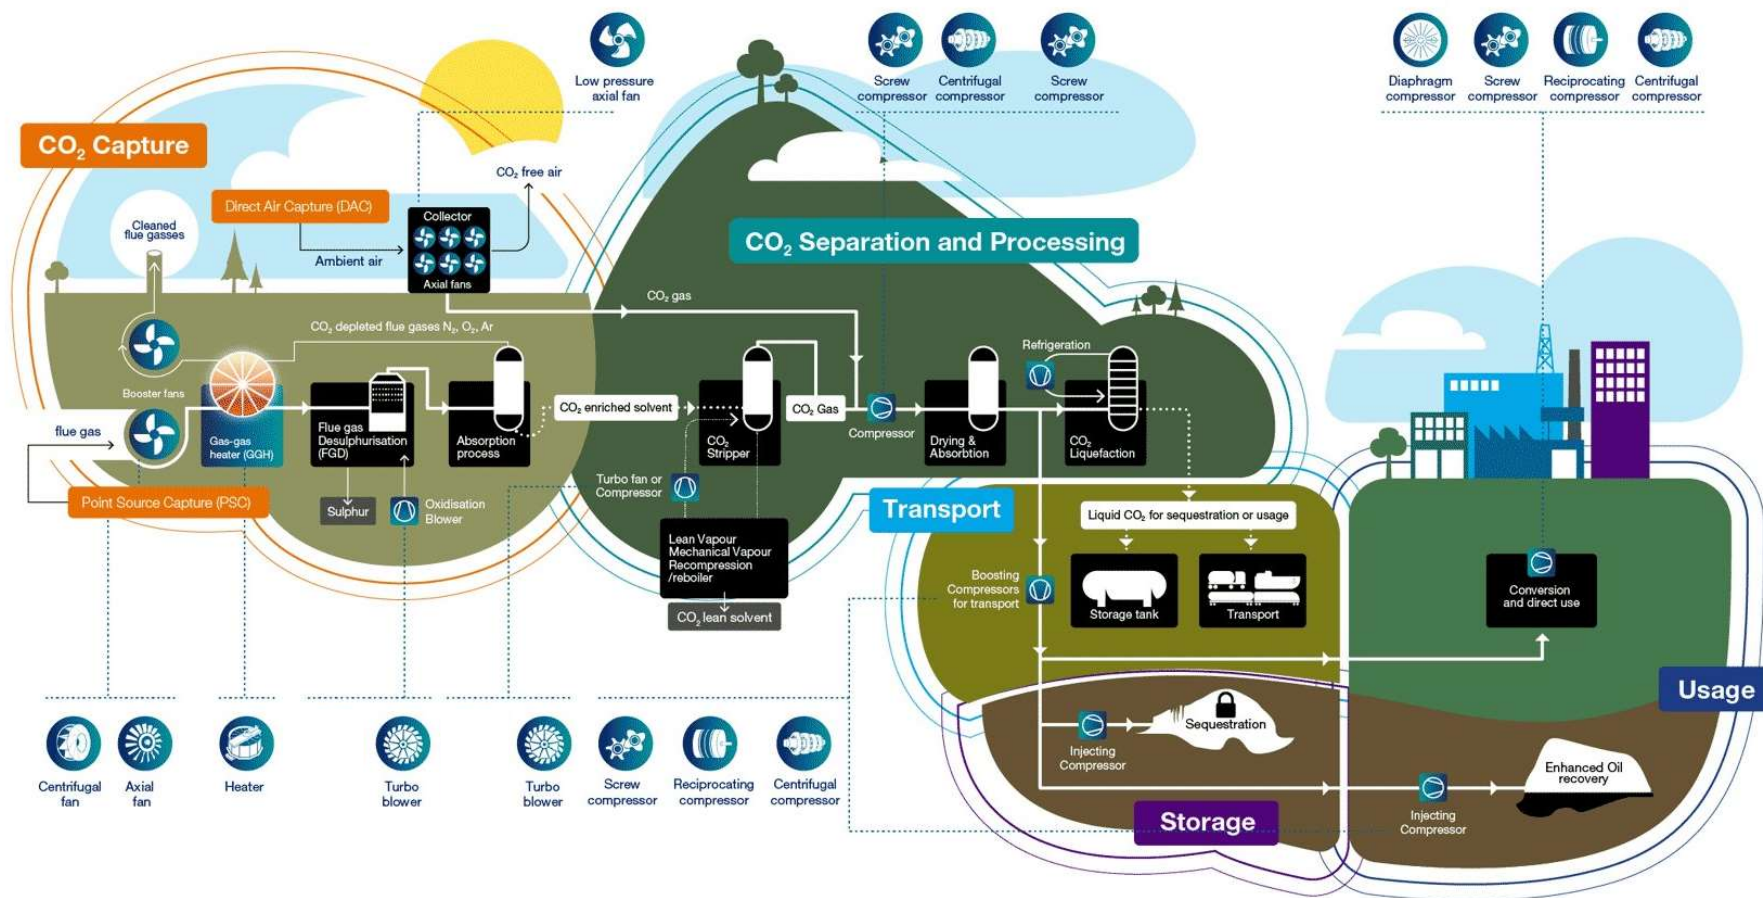 Low pressure
axial fan
Screw
compressor
Centrifugal
compressor
Screw
compressor
Diaphragm
compressor
Screw
compressor
Reciprocating
compressor
Centrifugal
compressor
CO₂ Capture
CO₂ free air
Direct Air Capture (DAC)
Collector
Cleaned
flue gasses
Ambient air
Axial fans
CO₂ Separation and Processing
CO₂ gas
CO₂ depleted flue gases N₂, O₂, Ar
Refrigeration
Booster fans
CO₂ enriched solvent
CO₂ Gas
flue gas
Gas-gas
heater (GGH)
Flue gas
Desulphurisation
(FGD)
Absorption
process
CO₂
Stripper
Compressor
Drying &
Absorbtion
CO₂
Liquefaction
Point Source Capture (PSC)
Sulphur
Oxidisation
Blower
Turbo fan or
Compressor
Transport
Liquid CO₂ for sequestration or usage
Lean Vapour
Mechanical Vapour
Recompression
/reboiler
CO₂ lean solvent
Boosting
Compressors
for transport
Storage tank
Transport
Conversion
and direct use
Usage
Sequestration
Injecting
Compressor
Enhanced Oil
recovery
Injecting
Compressor
Storage
Centrifugal
fan
Axial
fan
Heater
Turbo
blower
Turbo
blower
Screw
compressor
Reciprocating
compressor
Centrifugal
compressor